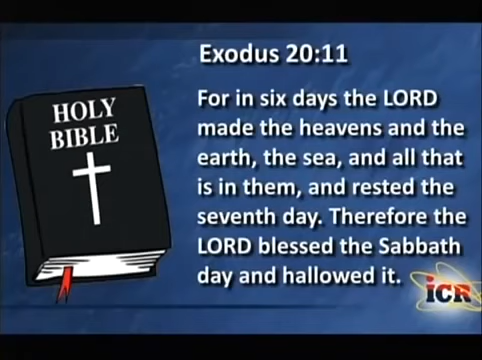 Exodus 20:11
For in six days the LORD
made the heavens and the
earth, the sea, and all that
is in them, and rested the
seventh day. Therefore the
LORD blessed the Sabbath
day and hallowed it.
HOLY
BIBLE
iCR